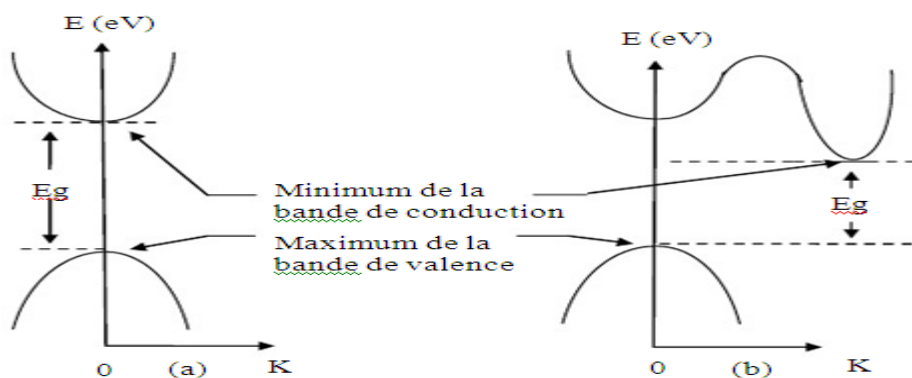 E (eV)
E (eV)
Eg
Minimum de la
bande de conduction
Maximum de la
bande de valence
Eg
0 (a) K
0 (b) K